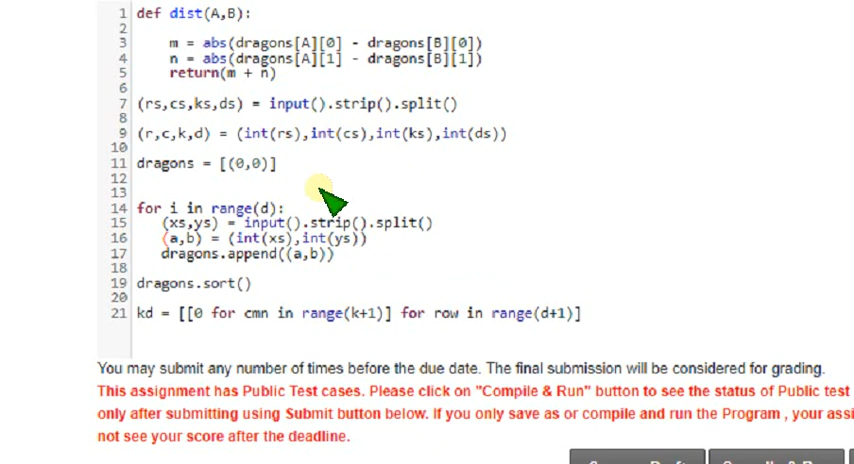 1 def dist(A,B):
2
3 m = abs(dragons[A][0] - dragons[B][0])
4 n = abs(dragons[A][1] - dragons[B][1])
5 return(m + n)
6
7 (rs,cs,ks,ds) = input().strip().split()
8
9 (r,c,k,d) = (int(rs),int(cs),int(ks),int(ds))
10
11 dragons = [(0,0)]
12
13
14 for i in range(d):
15 (xs,ys) = input().strip().split()
16 (a,b) = (int(xs),int(ys))
17 dragons.append((a,b))
18
19 dragons.sort()
20
21 kd = [[0 for cmn in range(k+1)] for row in range(d+1)]
You may submit any number of times before the due date. The final submission will be considered for grading.
This assignment has Public Test cases. Please click on "Compile & Run" button to see the status of Public test
only after submitting using Submit button below. If you only save as or compile and run the Program , your assi
not see your score after the deadline.